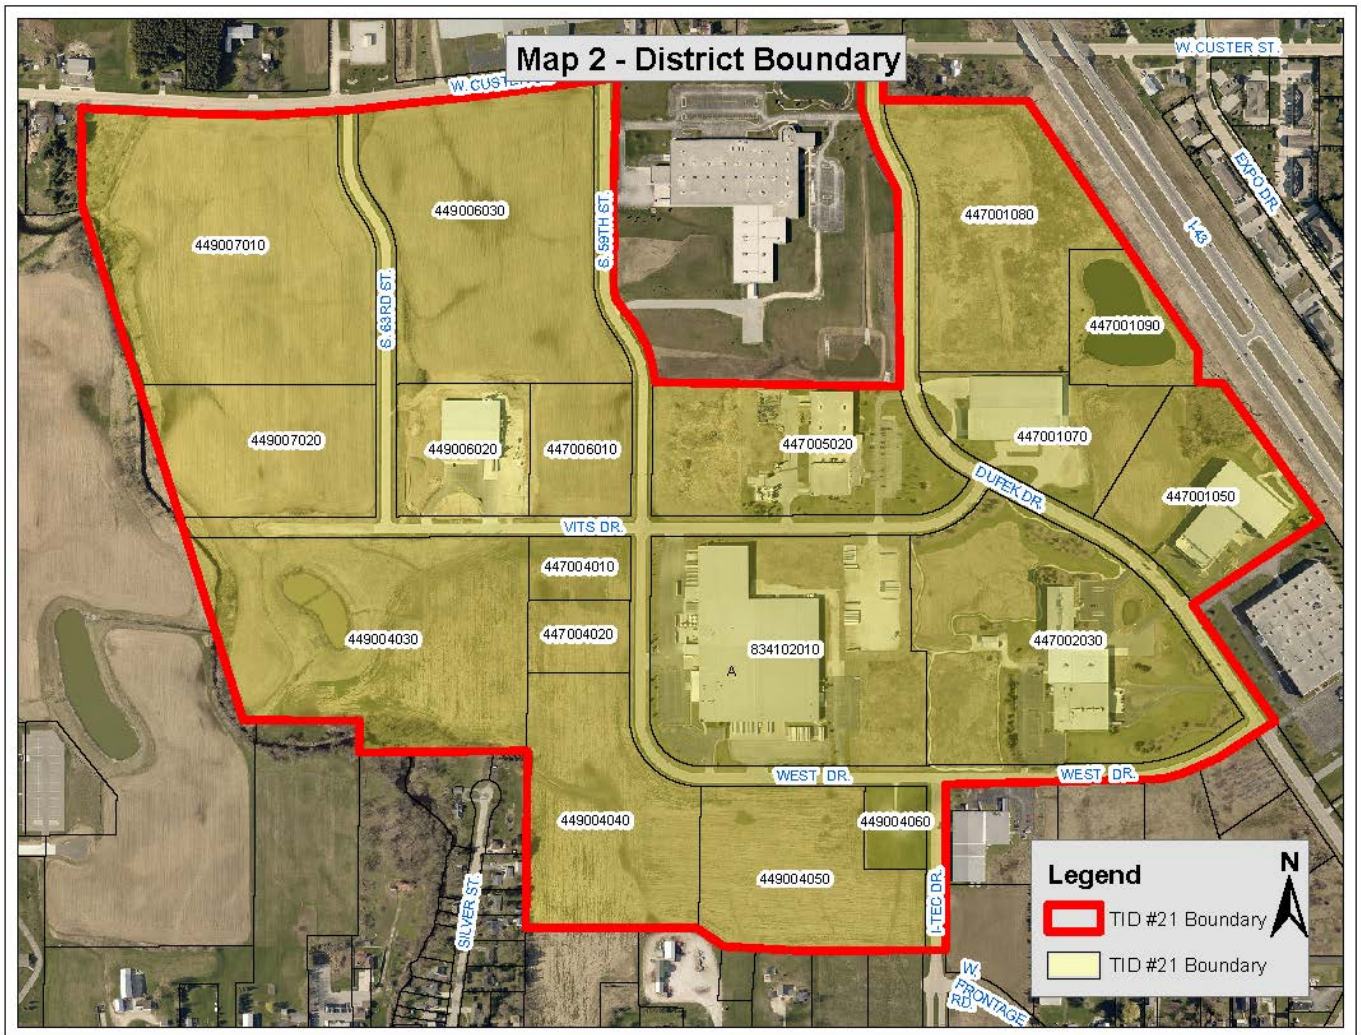 Map 2 - District Boundary
W. CUSTER ST.
W. CUSTER
EXPO DR.
I-43
449006030
447001080
449007010
S. 59TH ST.
S. 63RD ST.
447001090
449007020
449006020
447006010
447005020
447001070
DUFEK DR.
447001050
VITS DR.
447004010
447004020
449004030
834102010
A
447002030
WEST DR.
WEST DR.
449004040
449004060
449004050
SILVER ST.
I-TEC DR.
W.
FRONTAGE
RD.
Legend
N
TID #21 Boundary
TID #21 Boundary